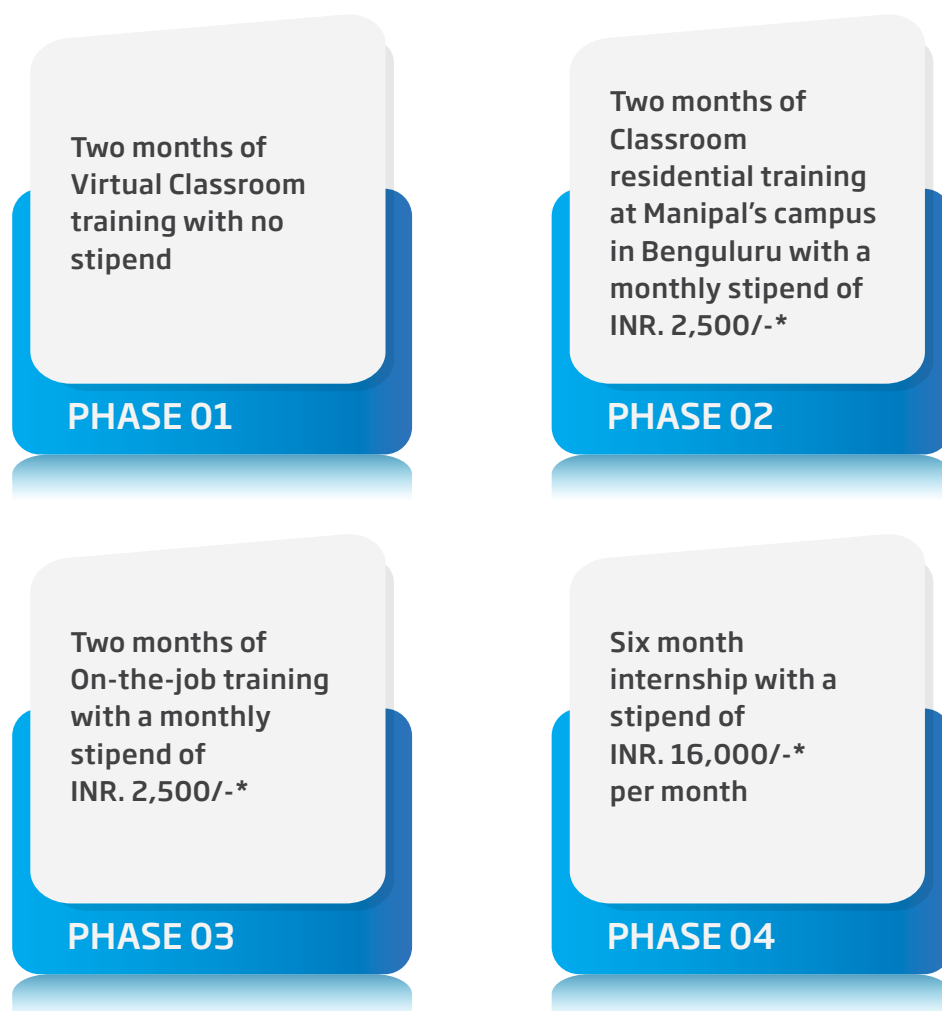 Two months of
Virtual Classroom
training with no
stipend
PHASE 01
Two months of
Classroom
residential training
at Manipal's campus
in Benguluru with a
monthly stipend of
INR. 2,500/-*
PHASE 02
Two months of
On-the-job training
with a monthly
stipend of
INR. 2,500/-*
PHASE 03
Six month
internship with a
stipend of
INR. 16,000/-*
per month
PHASE 04